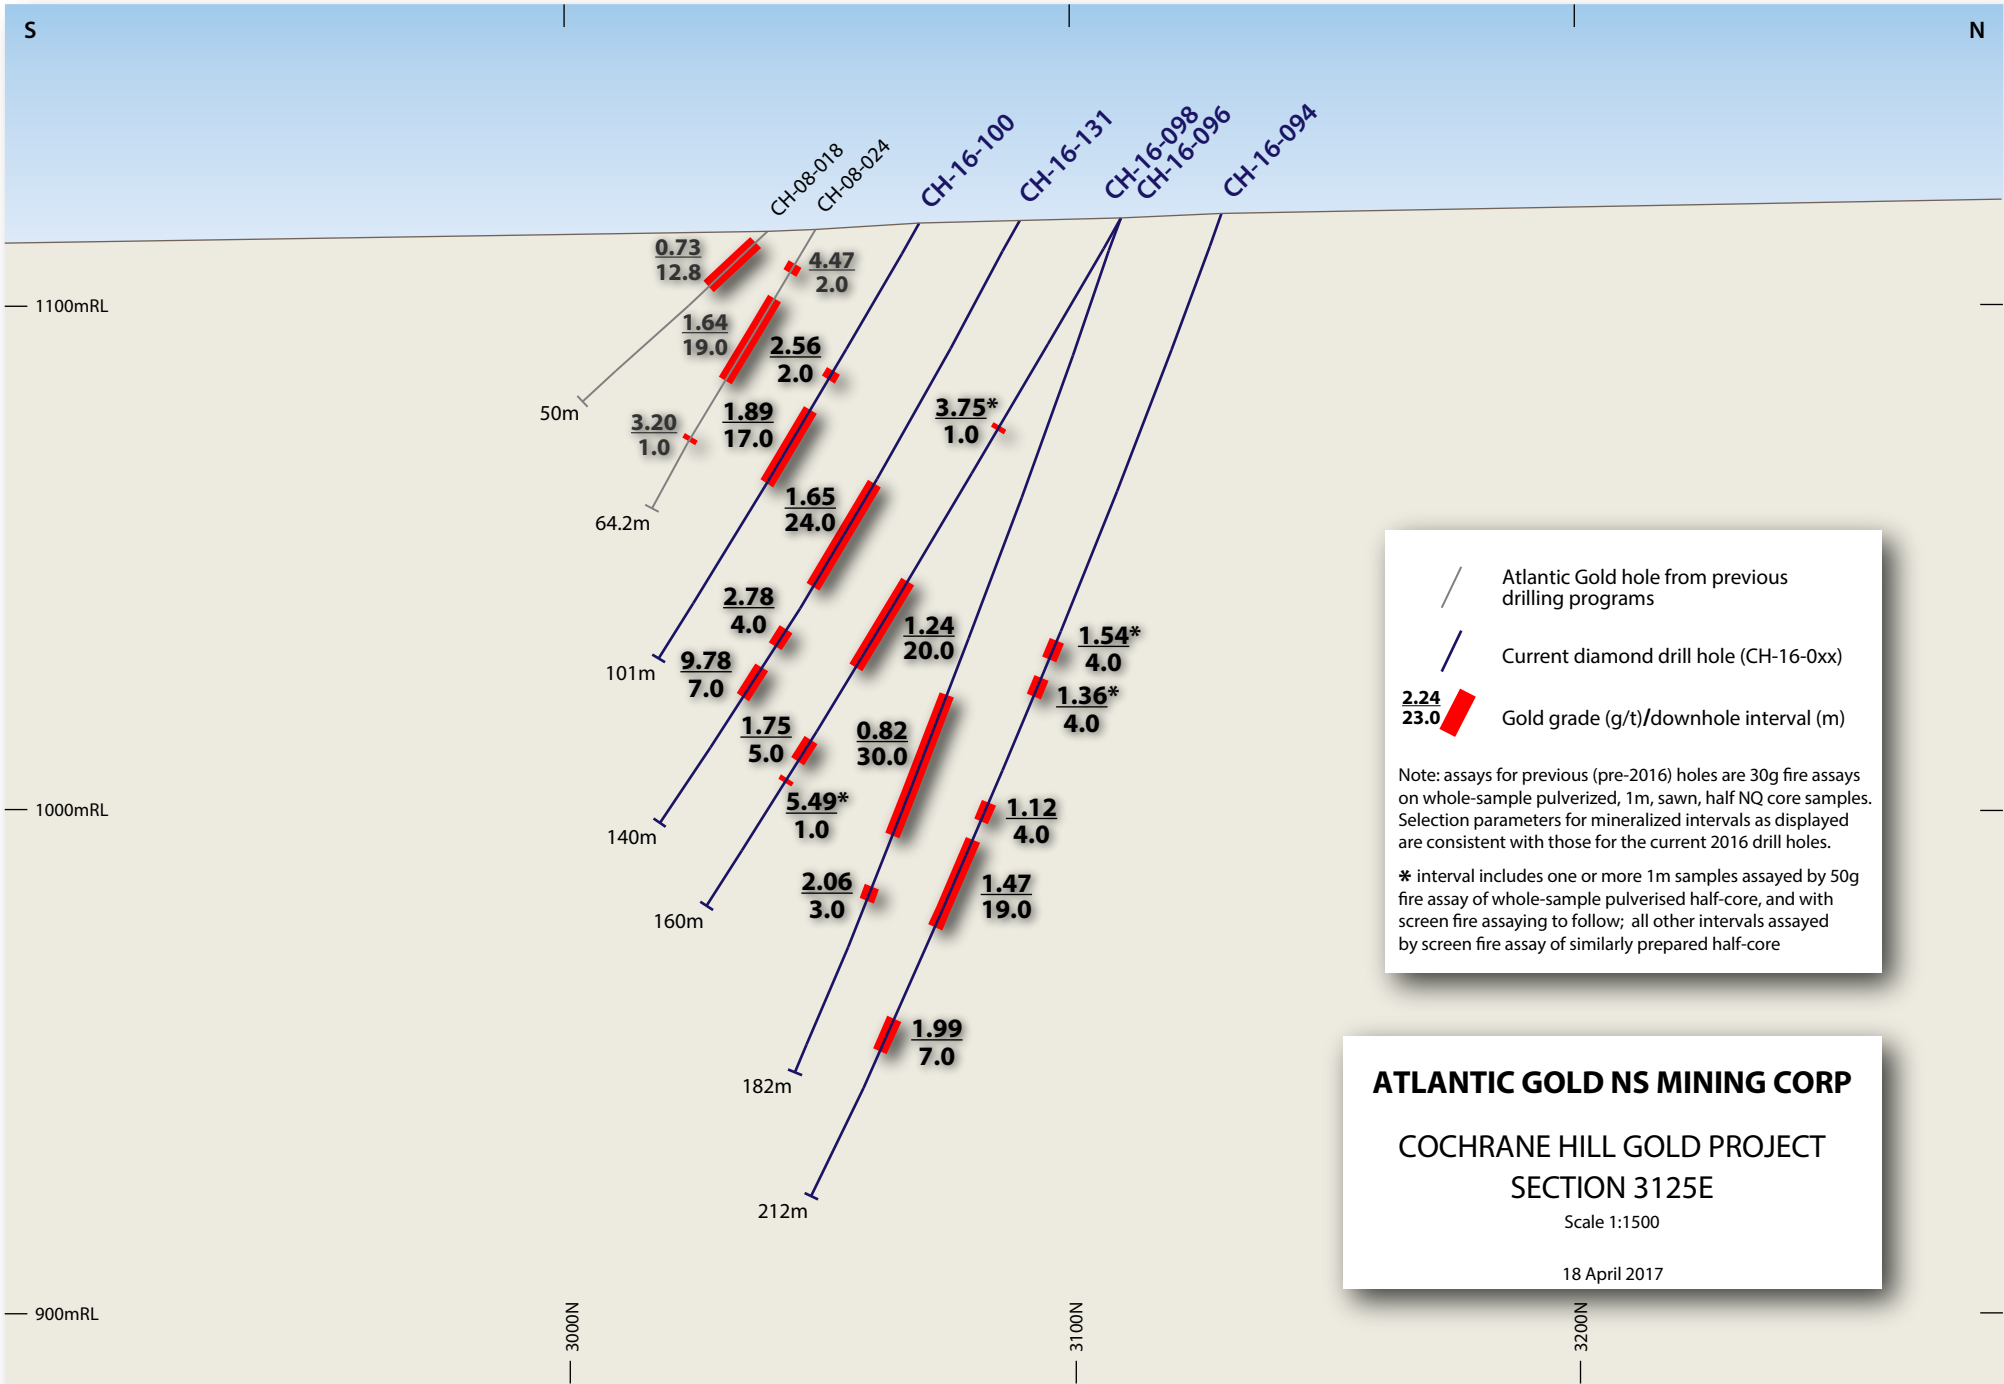 S
N
CH-08-018
CH-08-024
CH-16-100
CH-16-131
CH-16-098
CH-16-096
CH-16-094
0.73
12.8
4.47
2.0
1100mRL
1.64
19.0
2.56
2.0
50m
1.89
17.0
3.75*
1.0
3.20
1.0
64.2m
1.65
24.0
2.78
4.0
1.24
20.0
1.54*
4.0
101m
9.78
7.0
1.36*
4.0
1.75
5.0
0.82
30.0
5.49*
1.0
1000mRL
1.12
4.0
140m
2.06
3.0
1.47
19.0
160m
1.99
7.0
182m
212m
900mRL
3000N
3100N
3200N
Atlantic Gold hole from previous
drilling programs
Current diamond drill hole (CH-16-0xx)
2.24
23.0
Gold grade (g/t)/downhole interval (m)
Note: assays for previous (pre-2016) holes are 30g fire assays
on whole-sample pulverized, 1m, sawn, half NQ core samples.
Selection parameters for mineralized intervals as displayed
are consistent with those for the current 2016 drill holes.
* interval includes one or more 1m samples assayed by 50g
fire assay of whole-sample pulverised half-core, and with
screen fire assaying to follow; all other intervals assayed
by screen fire assay of similarly prepared half-core
ATLANTIC GOLD NS MINING CORP
COCHRANE HILL GOLD PROJECT
SECTION 3125E
Scale 1:1500
18 April 2017